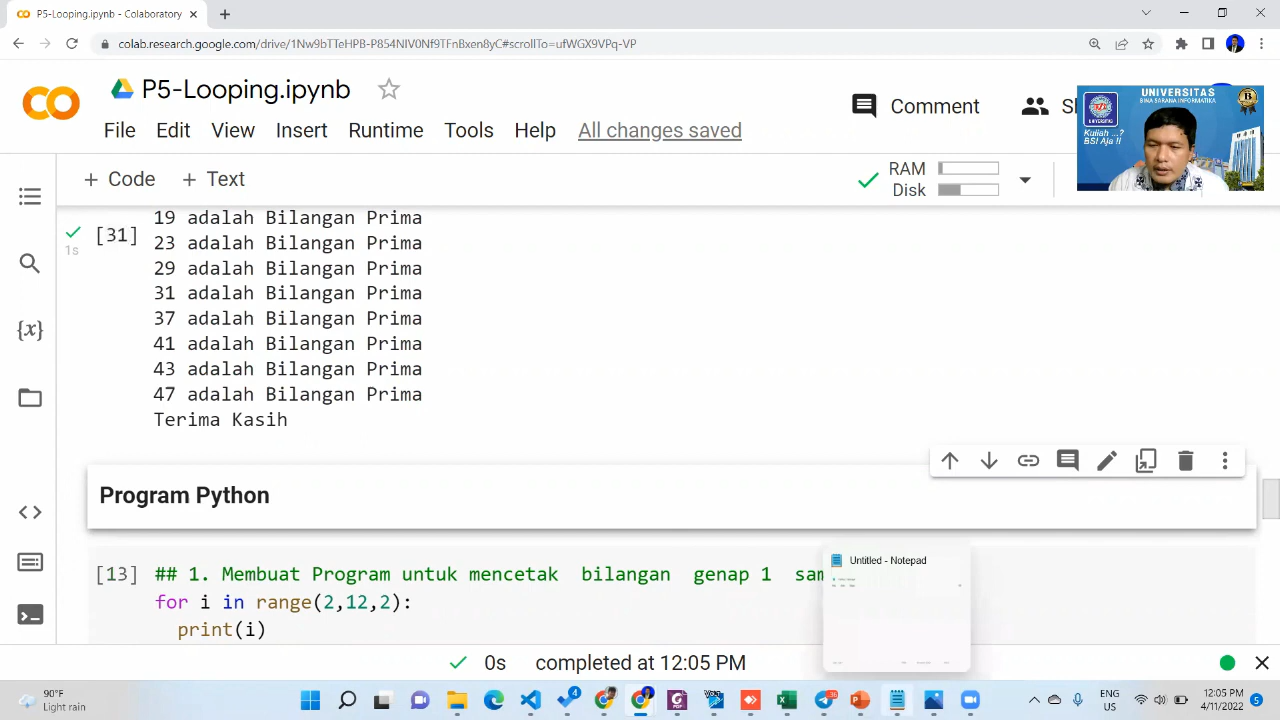 P5-Looping.ipynb - Colaboratory
colab.research.google.com/drive/1Nw9bTTeHPB-P854NIV0Nf9TFnBxen8yC#scrollTo=ufWGX9VPq-VP
P5-Looping.ipynb
Comment
File Edit View Insert Runtime Tools Help All changes saved
UNIVERSITAS
BINA SARANA INFORMATIKA
Kuliah ...?
BSI Aja !!
+ Code + Text
RAM
Disk
19 adalah Bilangan Prima
[31]
1s
23 adalah Bilangan Prima
29 adalah Bilangan Prima
31 adalah Bilangan Prima
37 adalah Bilangan Prima
41 adalah Bilangan Prima
43 adalah Bilangan Prima
47 adalah Bilangan Prima
Terima Kasih
Program Python
Untitled - Notepad
[13] ## 1. Membuat Program untuk mencetak bilangan genap 1 sam
for i in range(2,12,2):
print(i)
0s completed at 12:05 PM
90°F
Light rain
4
36
ENG
US
12:05 PM
4/11/2022
5